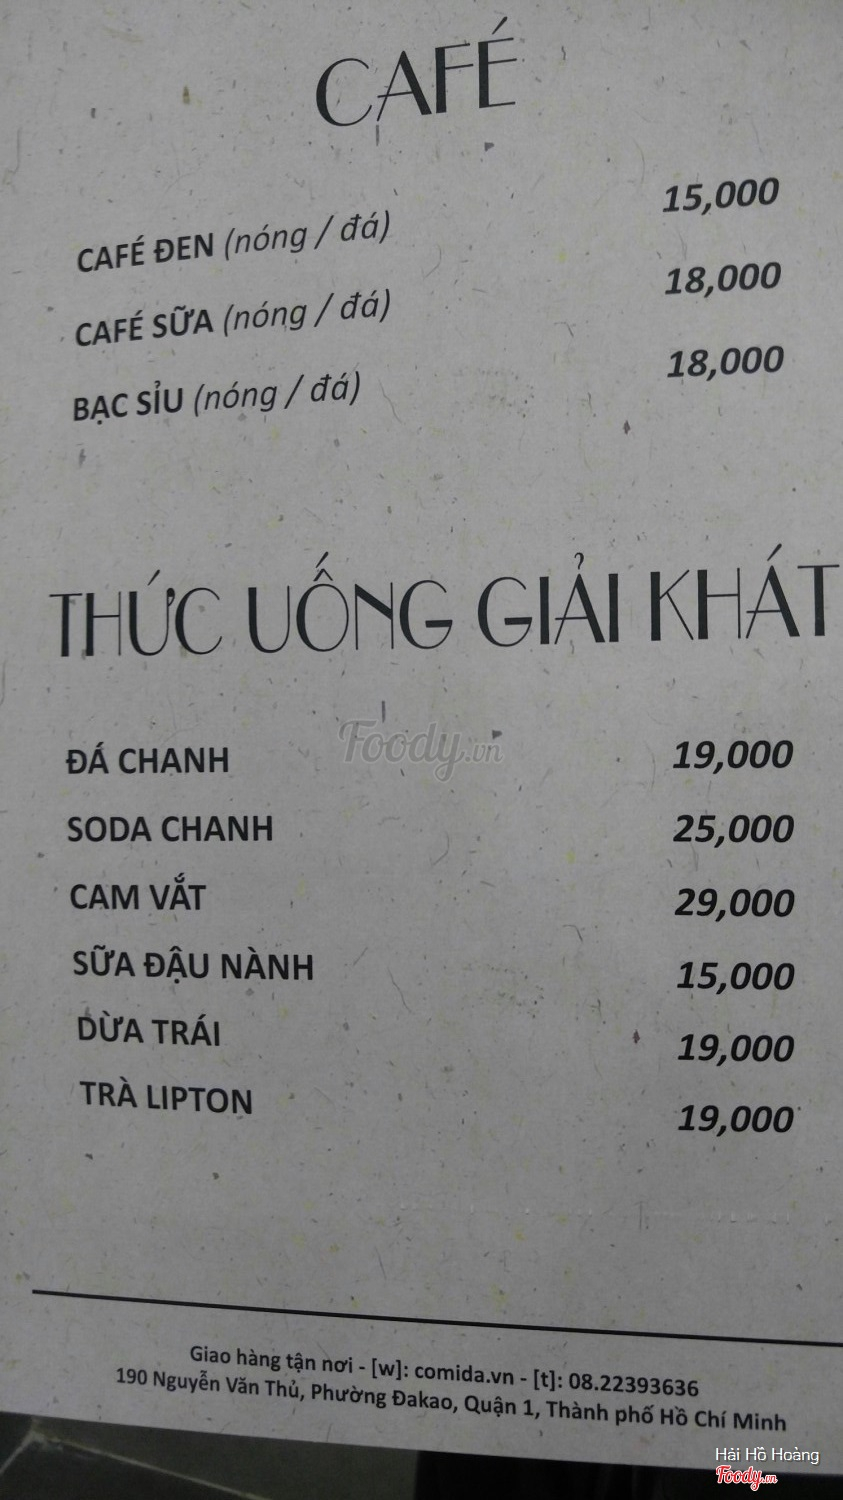 CAFÉ
CAFÉ ĐEN (nóng / đá) 15,000
CAFÉ SỮA (nóng / đá) 18,000
BẠC SỈU (nóng / đá) 18,000
THỨC UỐNG GIẢI KHÁT
Foody.vn
ĐÁ CHANH 19,000
SODA CHANH 25,000
CAM VẮT 29,000
SỮA ĐẬU NÀNH 15,000
DỪA TRÁI 19,000
TRÀ LIPTON 19,000
Giao hàng tận nơi - [w]: comida.vn - [t]: 08.22393636
190 Nguyễn Văn Thủ, Phường Đakao, Quận 1, Thành phố Hồ Chí Minh
Hải Hồ Hoàng
Foody.vn